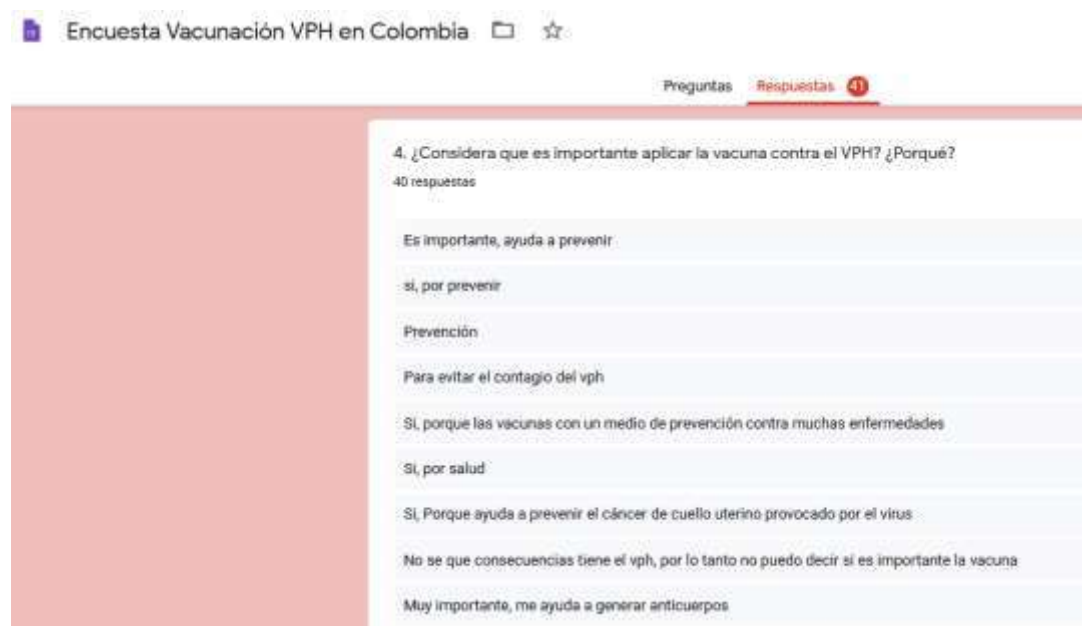 Encuesta Vacunación VPH en Colombia
Preguntas Respuestas 41
4. ¿Considera que es importante aplicar la vacuna contra el VPH? ¿Porqué?
40 respuestas
Es importante, ayuda a prevenir
si, por prevenir
Prevención
Para evitar el contagio del vph
Si, porque las vacunas con un medio de prevención contra muchas enfermedades
Si, por salud
Si, Porque ayuda a prevenir el cáncer de cuello uterino provocado por el virus
No se que consecuencias tiene el vph, por lo tanto no puedo decir si es importante la vacuna
Muy importante, me ayuda a generar anticuerpos